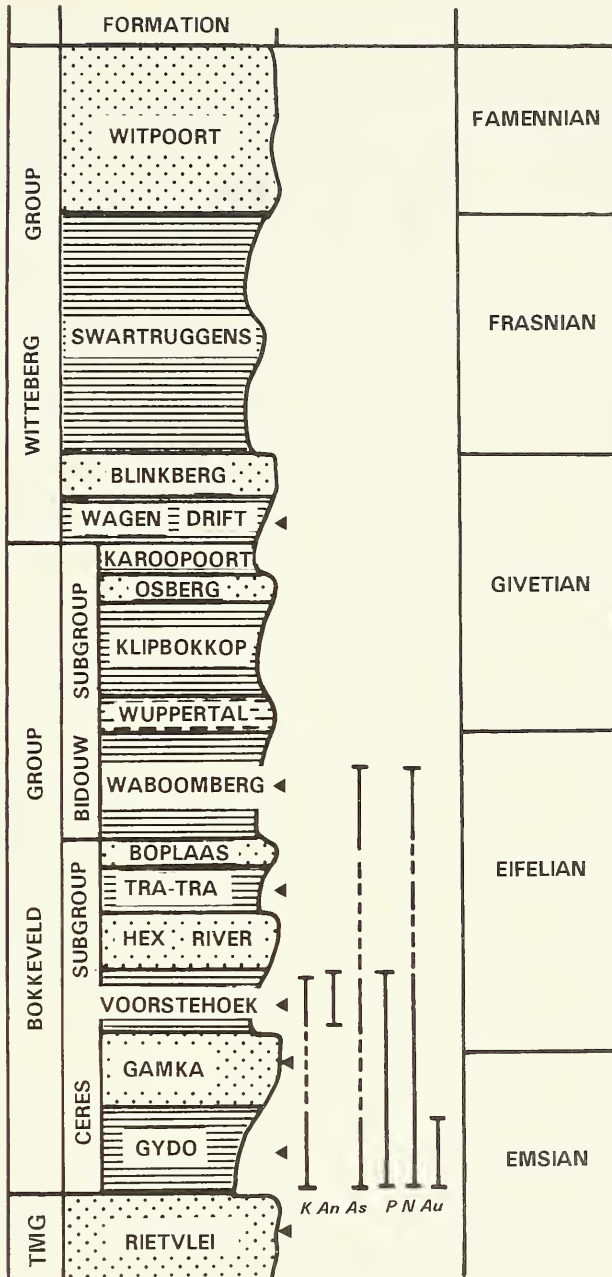 FORMATION
WITTEBERG GROUP
WITPOORT
SWARTRUGGENS
BLINKBERG
WAGEN DRIFT
BOKKEVELD GROUP
BIDOUW SUBGROUP
KAROOPOORT
OSBERG
KLIPBOKKOP
WUPPERTAL
WABOOMBERG
CERES SUBGROUP
BOPLAAS
TRA-TRA
HEX RIVER
VOORSTEHOEK
GAMKA
GYDO
TMG
RIETVLEI
K An As P N Au
FAMENNIAN
FRASNIAN
GIVETIAN
EIFELIAN
EMSIAN